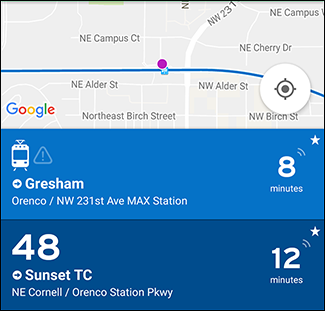 NW 231
NE Campus Ct
NE Campus Ct
NE Cherry Dr
NE Alder St
NW Alder St
Google
Northeast Birch Street
NW Birch St
Gresham
Orenco / NW 231st Ave MAX Station
8
minutes
48
Sunset TC
NE Cornell / Orenco Station Pkwy
12
minutes